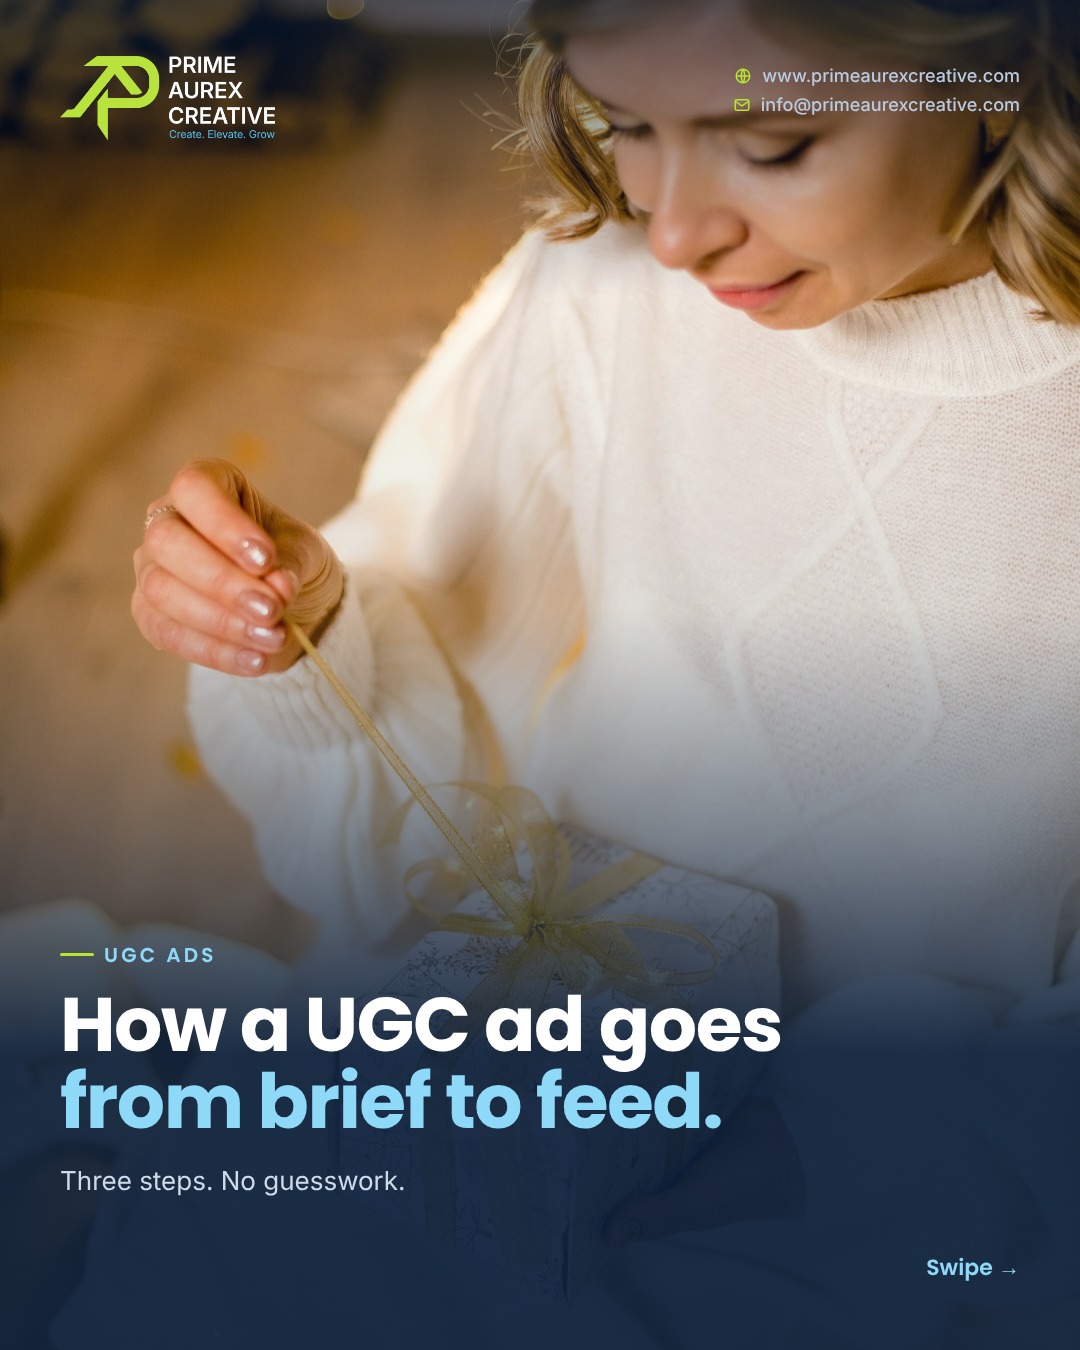 PRIME
AUREX
CREATIVE
Create. Elevate. Grow
www.primeaurexcreative.com
info@primeaurexcreative.com
UGC ADS
How a UGC ad goes
from brief to feed.
Three steps. No guesswork.
Swipe →